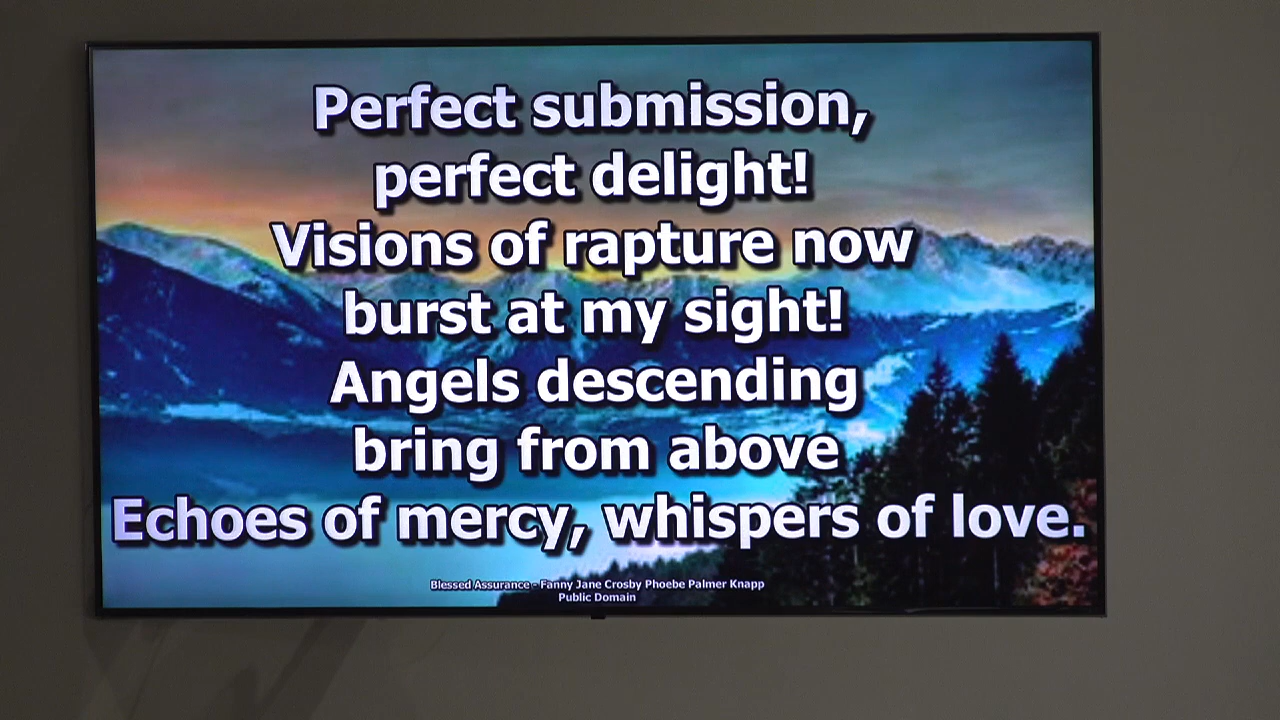 Perfect submission,
perfect delight!
Visions of rapture now
burst at my sight!
Angels descending
bring from above
Echoes of mercy, whispers of love.
Blessed Assurance - Fanny Jane Crosby Phoebe Palmer Knapp
Public Domain